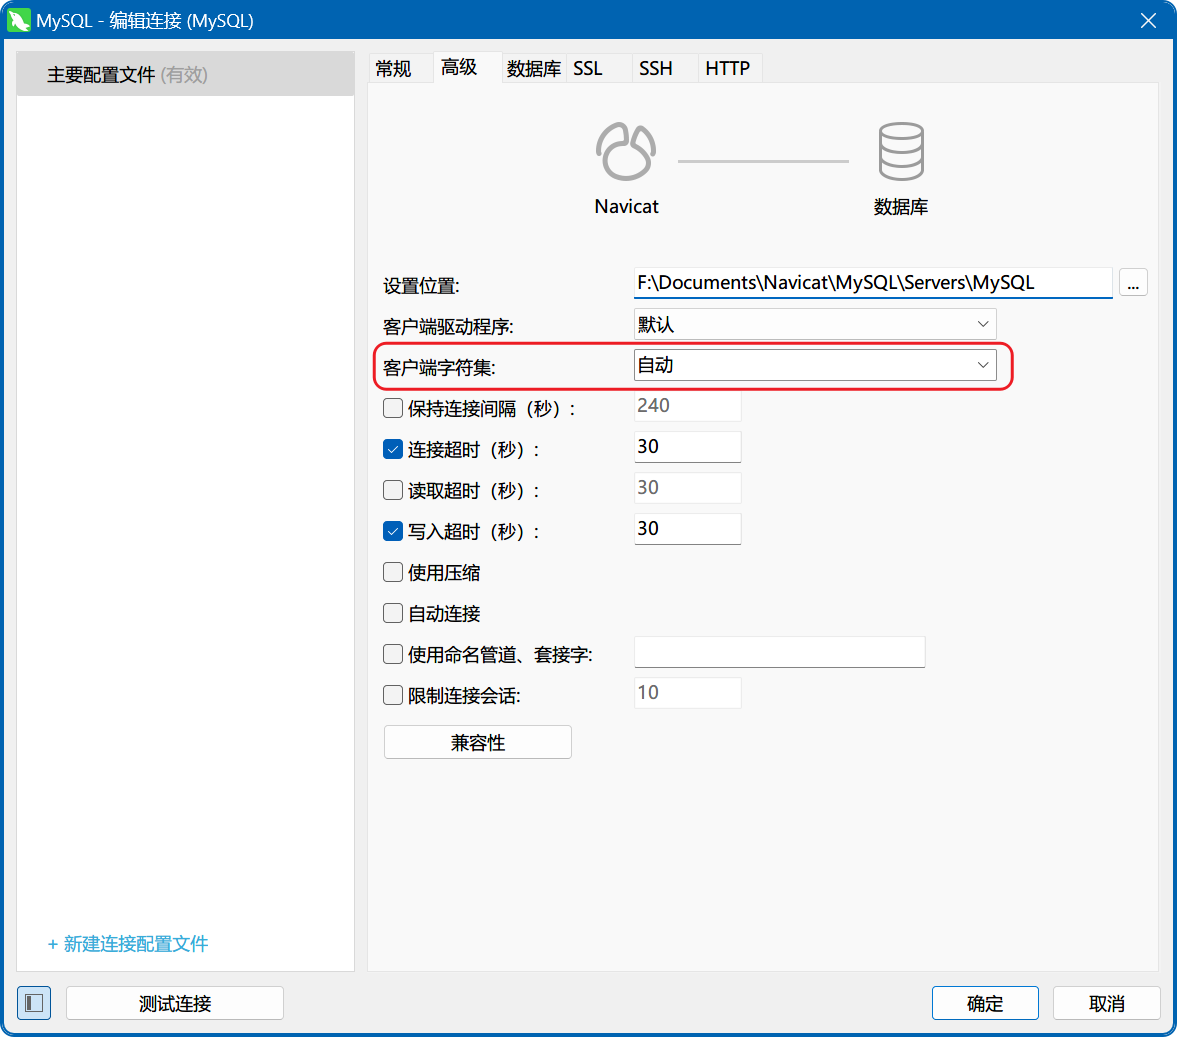 MySQL - 编辑连接 (MySQL)
主要配置文件 (有效)
常规 高级 数据库 SSL SSH HTTP
Navicat 数据库
设置位置: F:\Documents\Navicat\MySQL\Servers\MySQL ...
客户端驱动程序: 默认
客户端字符集: 自动
保持连接间隔（秒）: 240
连接超时（秒）: 30
读取超时（秒）: 30
写入超时（秒）: 30
使用压缩
自动连接
使用命名管道、套接字:
限制连接会话: 10
兼容性
+ 新建连接配置文件
测试连接 确定 取消